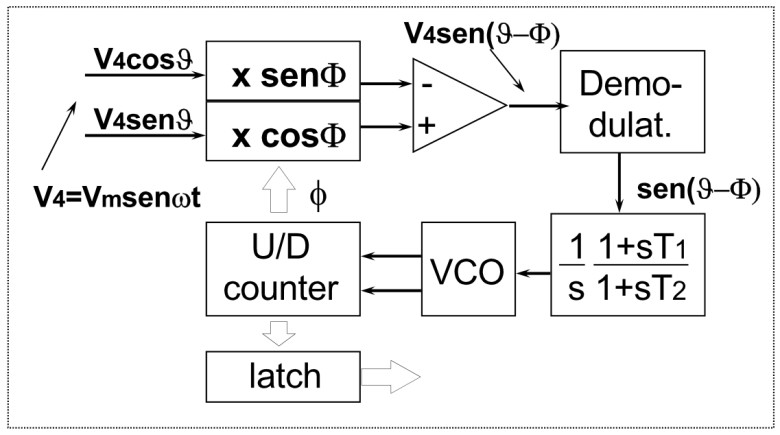 V4cosϑ
x senΦ
V4senϑ
x cosΦ
V4=Vmsenωt
-
+
V4sen(ϑ–Φ)
Demo-
dulat.
sen(ϑ–Φ)
1 1+sT1
s 1+sT2
VCO
U/D
counter
ϕ
latch